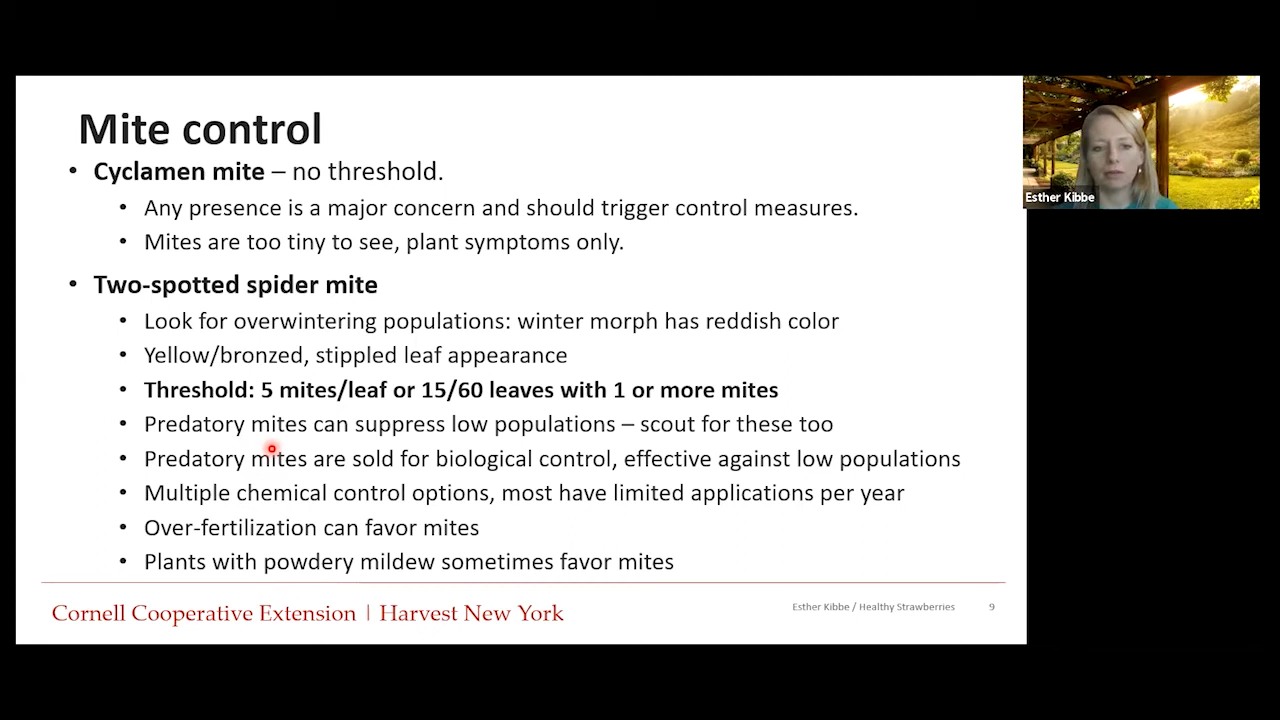 Mite control
• Cyclamen mite – no threshold.
• Any presence is a major concern and should trigger control measures.
• Mites are too tiny to see, plant symptoms only.
• Two-spotted spider mite
• Look for overwintering populations: winter morph has reddish color
• Yellow/bronzed, stippled leaf appearance
• Threshold: 5 mites/leaf or 15/60 leaves with 1 or more mites
• Predatory mites can suppress low populations – scout for these too
• Predatory mites are sold for biological control, effective against low populations
• Multiple chemical control options, most have limited applications per year
• Over-fertilization can favor mites
• Plants with powdery mildew sometimes favor mites
Cornell Cooperative Extension | Harvest New York
Esther Kibbe / Healthy Strawberries 9
Esther Kibbe